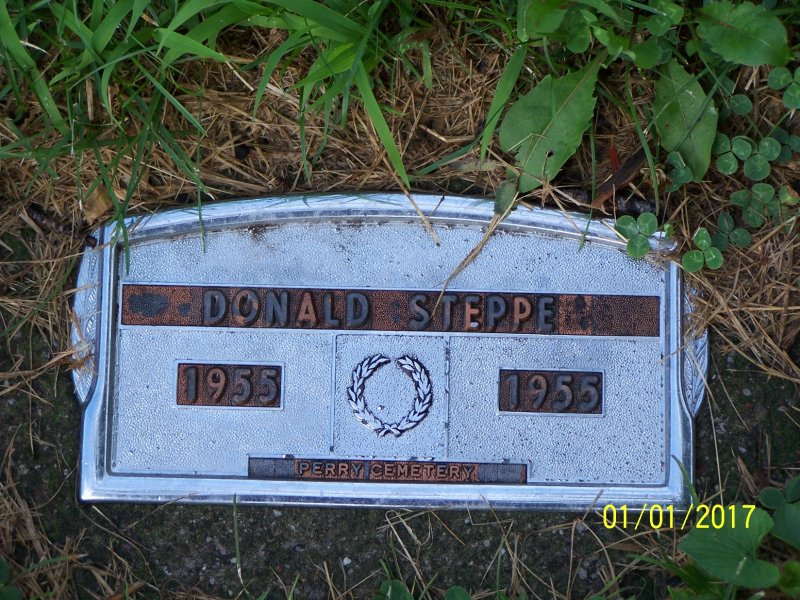 DONALD STEPPE
1955 1955
PERRY CEMETERY
01/01/2017